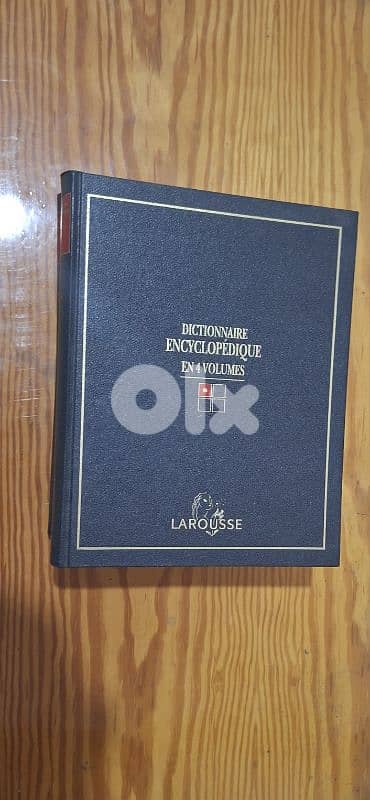 DICTIONNAIRE
ENCYCLOPÉDIQUE
EN 4 VOLUMES
olx
LAROUSSE